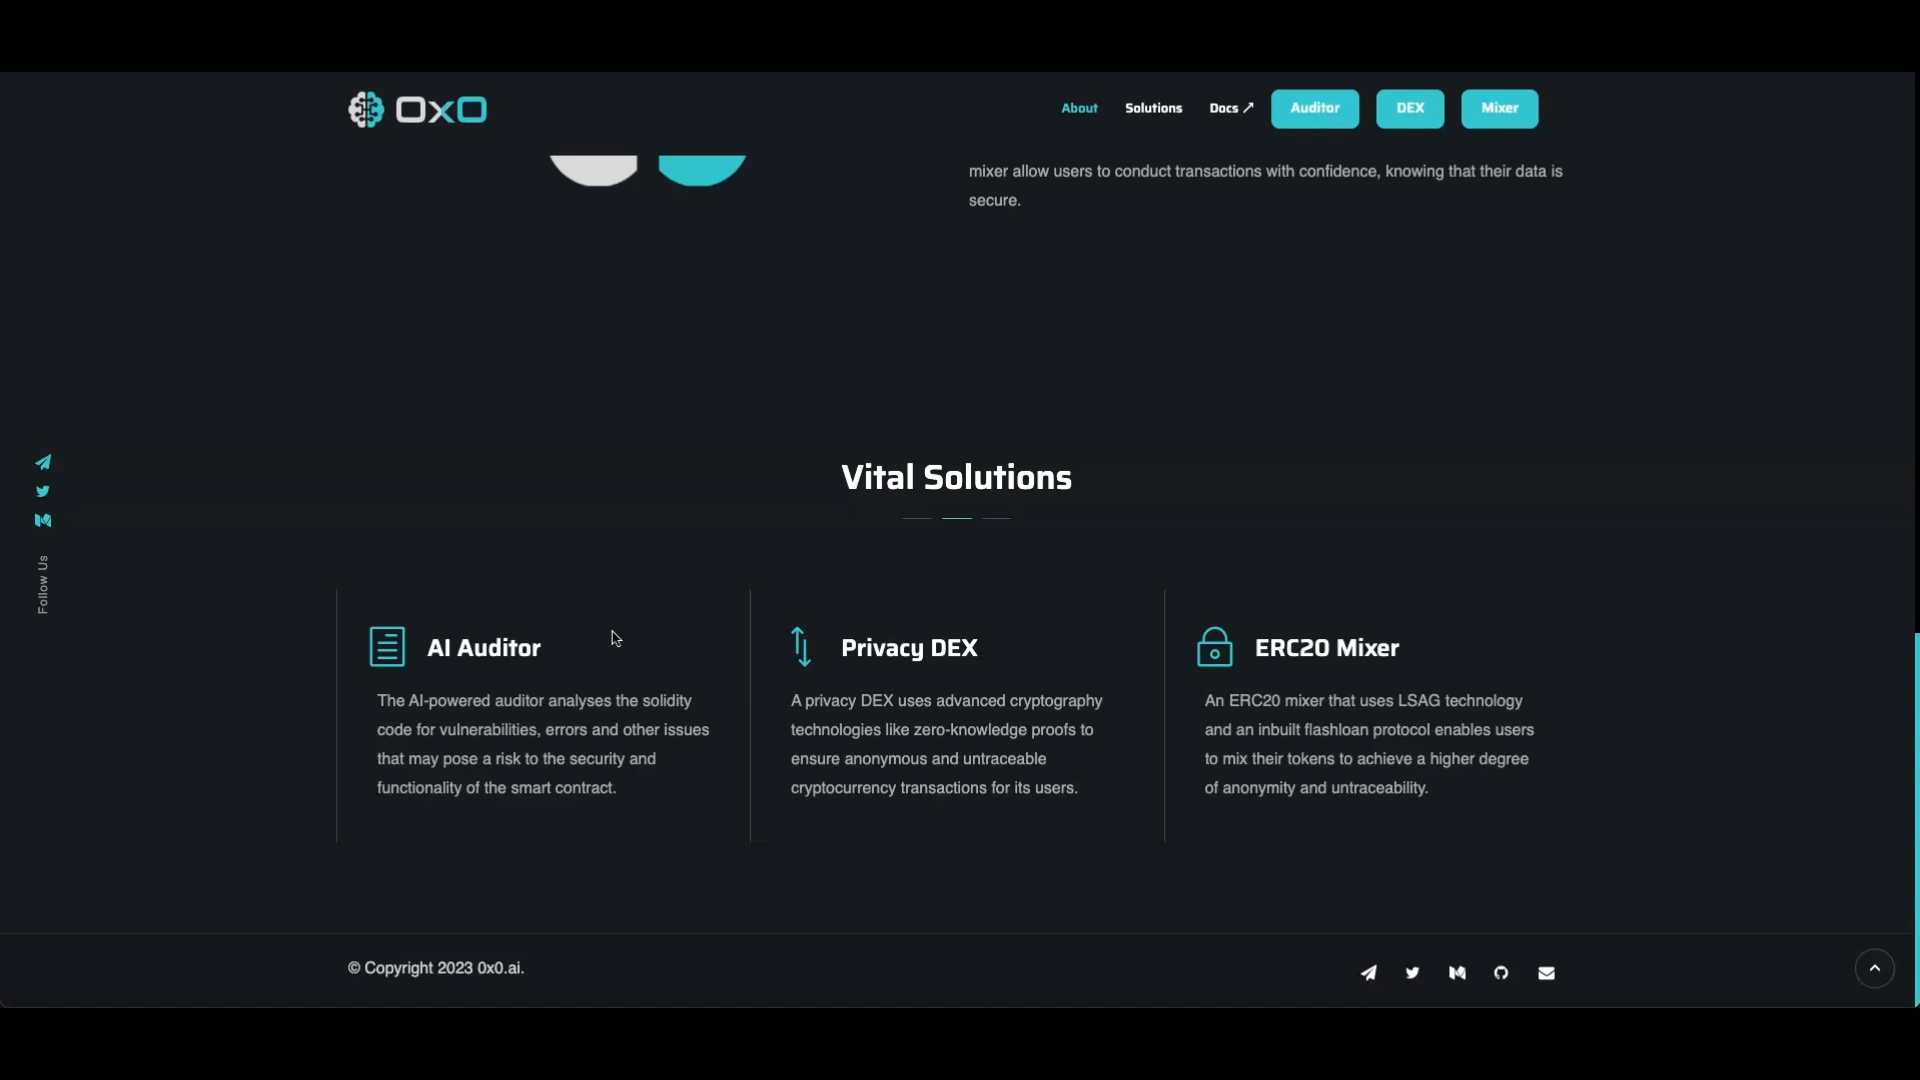 0x0
About Solutions Docs ↗ Auditor DEX Mixer
mixer allow users to conduct transactions with confidence, knowing that their data is
secure.
Follow Us
Vital Solutions
AI Auditor
The AI-powered auditor analyses the solidity
code for vulnerabilities, errors and other issues
that may pose a risk to the security and
functionality of the smart contract.
Privacy DEX
A privacy DEX uses advanced cryptography
technologies like zero-knowledge proofs to
ensure anonymous and untraceable
cryptocurrency transactions for its users.
ERC20 Mixer
An ERC20 mixer that uses LSAG technology
and an inbuilt flashloan protocol enables users
to mix their tokens to achieve a higher degree
of anonymity and untraceability.
© Copyright 2023 0x0.ai.